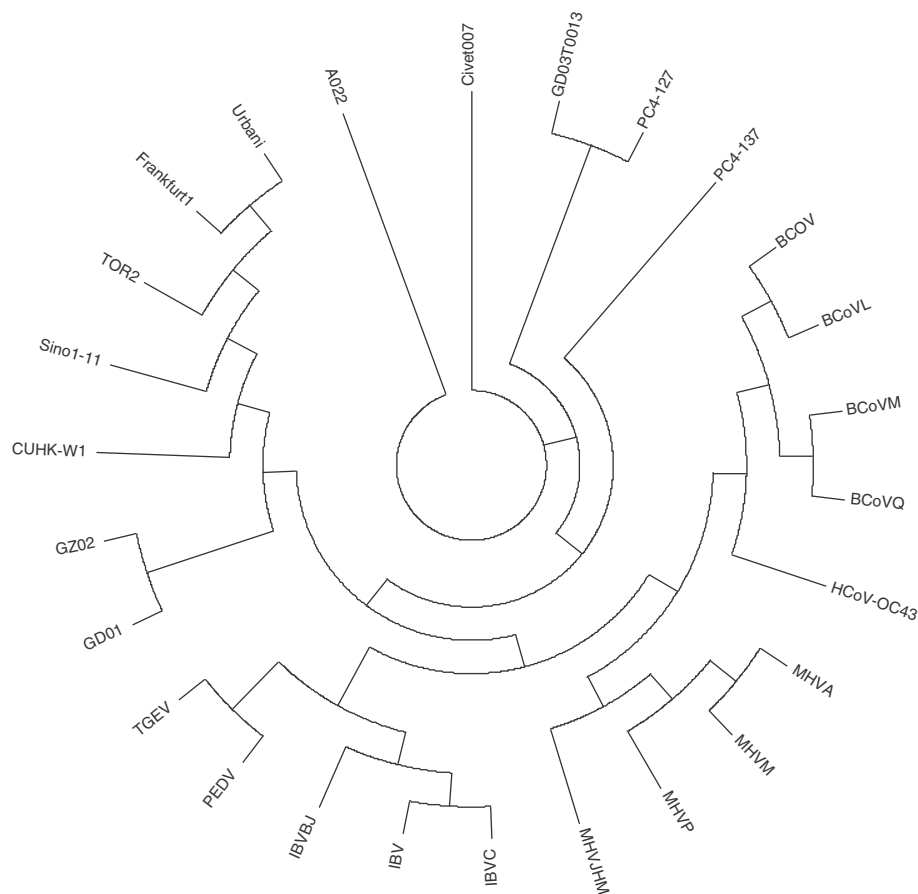 Civet007
GD03T0013
PC4-127
PC4-137
BCOV
BCoVL
BCoVM
BCoVQ
HCoV-OC43
MHVA
MHVM
MHVP
MHVJHM
IBVC
IBV
IBVBJ
PEDV
TGEV
GD01
GZ02
CUHK-W1
Sino1-11
TOR2
Frankfurt1
Urbani
A022